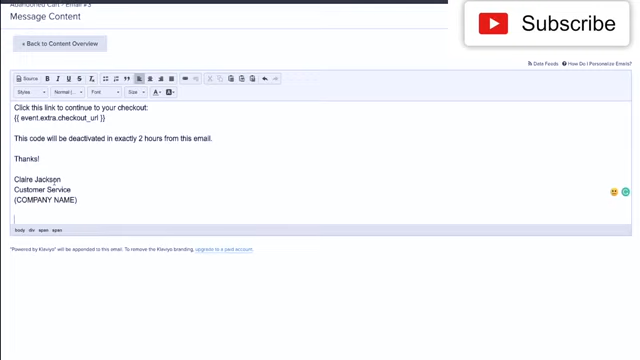 Abandoned Cart - Email #3
Message Content
Subscribe
« Back to Content Overview
Data Feeds
How Do I Personalize Emails?
Source
B I U S
Styles
Normal (...
Font
Size
A
A
Click this link to continue to your checkout:
{{ event.extra.checkout_url }}
This code will be deactivated in exactly 2 hours from this email.
Thanks!
Claire Jackson
Customer Service
(COMPANY NAME)
body div span span
"Powered by Klaviyo" will be appended to this email. To remove the Klaviyo branding, upgrade to a paid account.